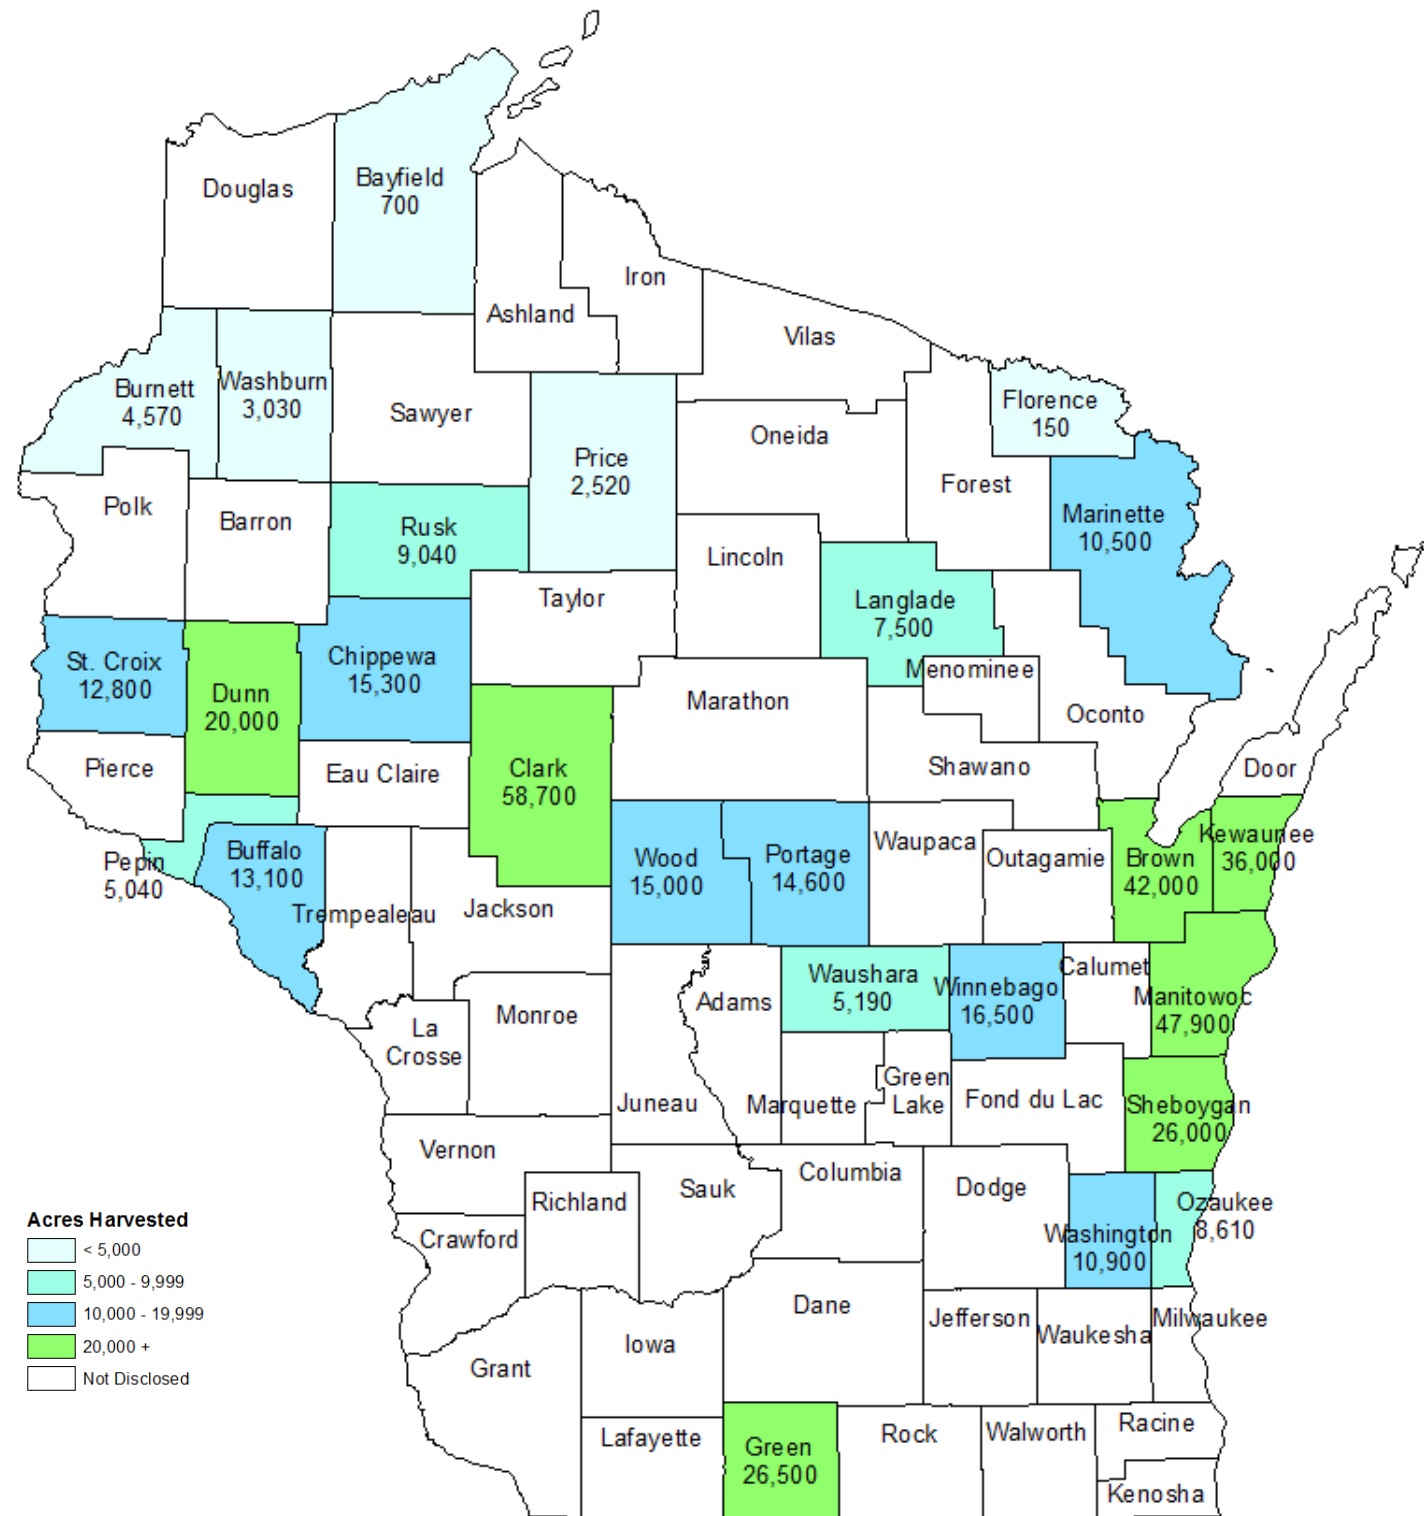 Douglas
Bayfield
700
Ashland
Iron
Vilas
Burnett
4,570
Washburn
3,030
Sawyer
Price
2,520
Oneida
Forest
Florence
150
Marinette
10,500
Polk
Barron
Rusk
9,040
Lincoln
Langlade
7,500
Taylor
St. Croix
12,800
Dunn
20,000
Chippewa
15,300
Marathon
Menominee
Oconto
Pierce
Eau Claire
Clark
58,700
Shawano
Door
Pepin
5,040
Buffalo
13,100
Trempealeau
Jackson
Wood
15,000
Portage
14,600
Waupaca
Outagamie
Brown
42,000
Kewaunee
36,000
La
Crosse
Monroe
Juneau
Adams
Waushara
5,190
Winnebago
16,500
Calumet
Manitowoc
47,900
Marquette
Green
Lake
Fond du Lac
Sheboygan
26,000
Vernon
Richland
Sauk
Columbia
Dodge
Washington
10,900
Ozaukee
8,610
Crawford
Grant
Iowa
Dane
Jefferson
Waukesha
Milwaukee
Lafayette
Green
26,500
Rock
Walworth
Racine
Kenosha
Acres Harvested
< 5,000
5,000 - 9,999
10,000 - 19,999
20,000 +
Not Disclosed